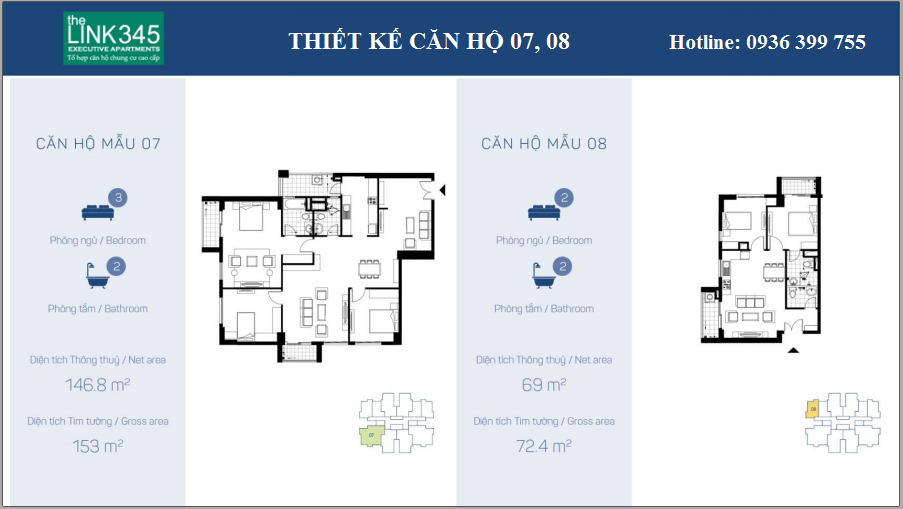 the
LINK345
EXECUTIVE APARTMENTS
Tổ hợp căn hộ chung cư cao cấp
THIẾT KẾ CĂN HỘ 07, 08
Hotline: 0936 399 755
CĂN HỘ MẪU 07
3
Phòng ngủ / Bedroom
2
Phòng tắm / Bathroom
Diện tích Thông thuỷ / Net area
146.8 m²
Diện tích Tim tường / Gross area
153 m²
07
CĂN HỘ MẪU 08
2
Phòng ngủ / Bedroom
2
Phòng tắm / Bathroom
Diện tích Thông thuỷ / Net area
69 m²
Diện tích Tim tường / Gross area
72.4 m²
08